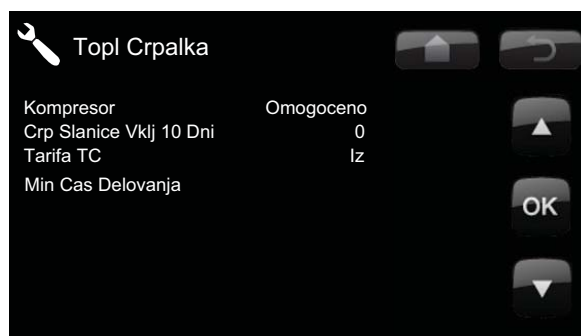 Topl Crpalka
Kompresor Omogoceno
Crp Slanice Vklj 10 Dni 0
Tarifa TC Iz
Min Cas Delovanja
OK